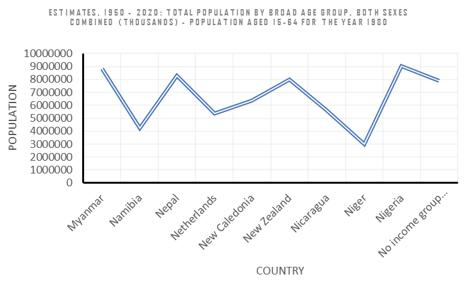 ESTIMATES, 1950 - 2020: TOTAL POPULATION BY BROAD AGE GROUP, BOTH SEXES
COMBINED (THOUSANDS) - POPULATION AGED 15-64 FOR THE YEAR 1980
10000000
9000000
8000000
7000000
6000000
5000000
4000000
3000000
2000000
1000000
0
POPULATION
Myanmar
Namibia
Nepal
Netherlands
New Caledonia
New Zealand
Nicaragua
Niger
Nigeria
No income group...
COUNTRY